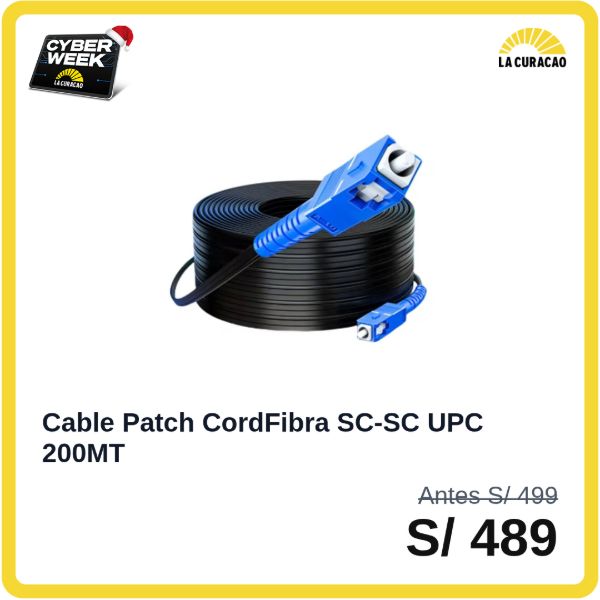 CYBER
WEEK
LA CURACAO
LA CURACAO
Cable Patch CordFibra SC-SC UPC
200MT
Antes S/ 499
S/ 489